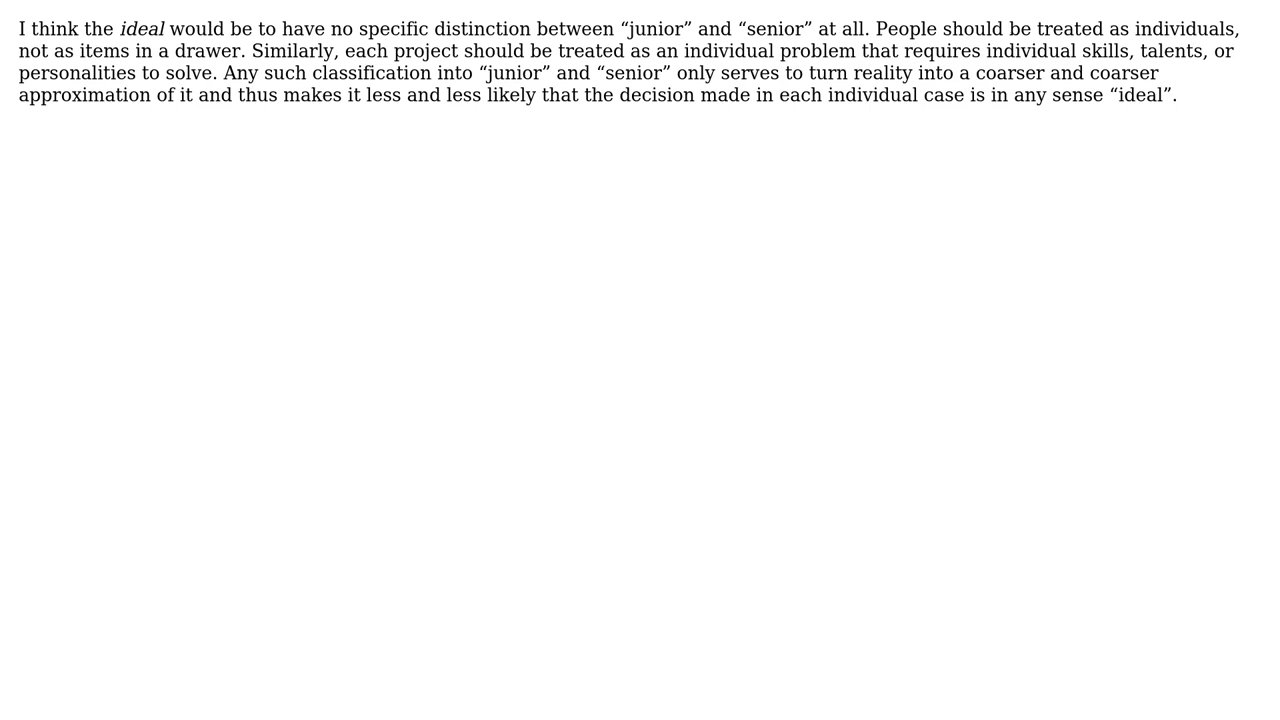 I think the ideal would be to have no specific distinction between “junior” and “senior” at all. People should be treated as individuals,
not as items in a drawer. Similarly, each project should be treated as an individual problem that requires individual skills, talents, or
personalities to solve. Any such classification into “junior” and “senior” only serves to turn reality into a coarser and coarser
approximation of it and thus makes it less and less likely that the decision made in each individual case is in any sense “ideal”.